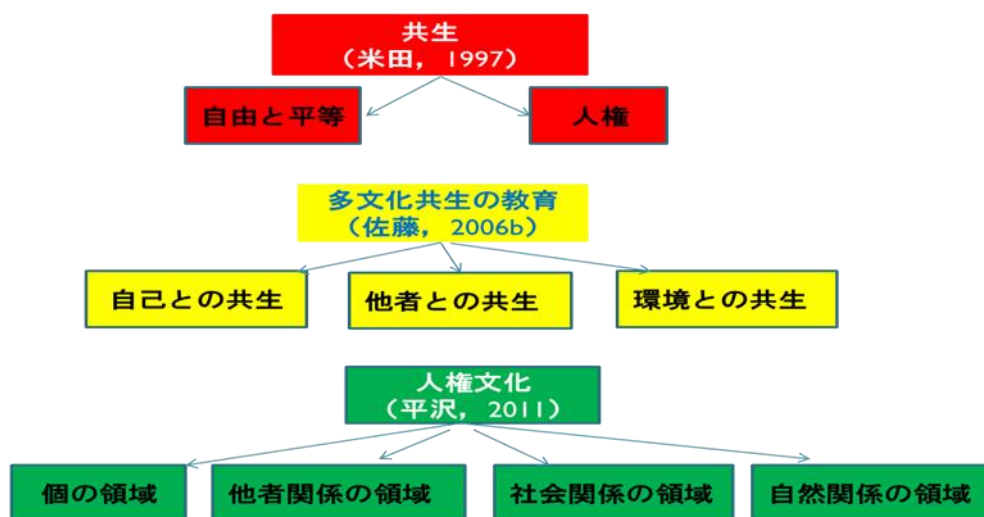 共生
（米田，1997）
自由と平等
人権
多文化共生の教育
（佐藤，2006b）
自己との共生
他者との共生
環境との共生
人権文化
（平沢，2011）
個の領域
他者関係の領域
社会関係の領域
自然関係の領域